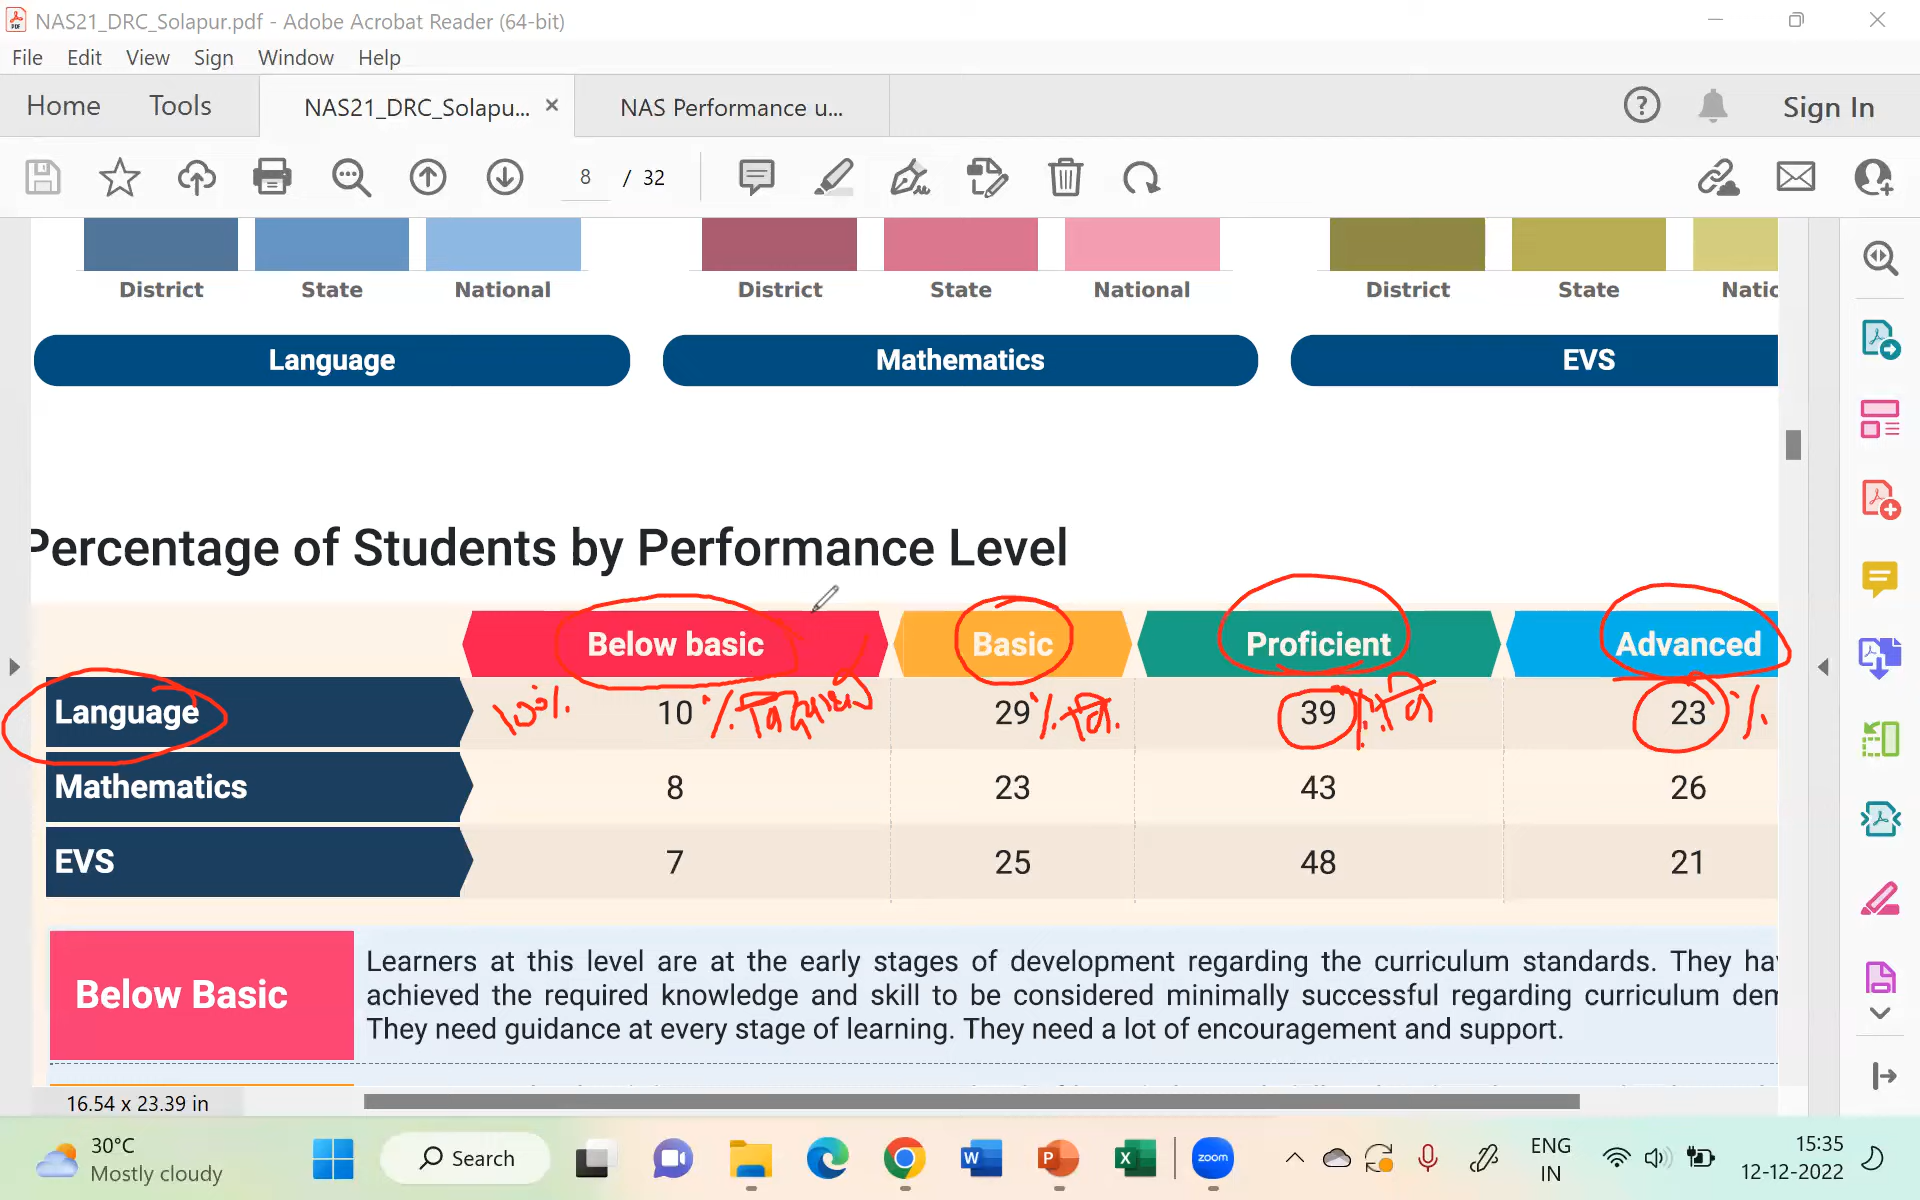 NAS21_DRC_Solapur.pdf - Adobe Acrobat Reader (64-bit)
File Edit View Sign Window Help
Home Tools NAS21_DRC_Solapu... × NAS Performance u... Sign In
8 / 32
District State National District State National District State Natio
Language Mathematics EVS
Percentage of Students by Performance Level
Below basic Basic Proficient Advanced
Language 100% 10 % 29 % 39 % 23 %
Mathematics 8 23 43 26
EVS 7 25 48 21
Below Basic
Learners at this level are at the early stages of development regarding the curriculum standards. They hav
achieved the required knowledge and skill to be considered minimally successful regarding curriculum dem
They need guidance at every stage of learning. They need a lot of encouragement and support.
16.54 x 23.39 in
30°C
Mostly cloudy
Search
zoom
ENG
IN
15:35
12-12-2022